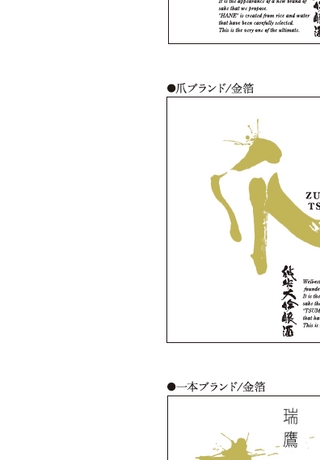 It is the appearance of a new brand of
sake that we propose.
"HANE" is created from rice and water
that have been carefully selected.
This is the very one of the ultimate.
●爪ブランド/金箔
爪
ZU
TS
純米大吟醸酒
Well-est
founde
It is the
sake tha
"TSUM
that ha
This is
●一本ブランド/金箔
瑞鷹